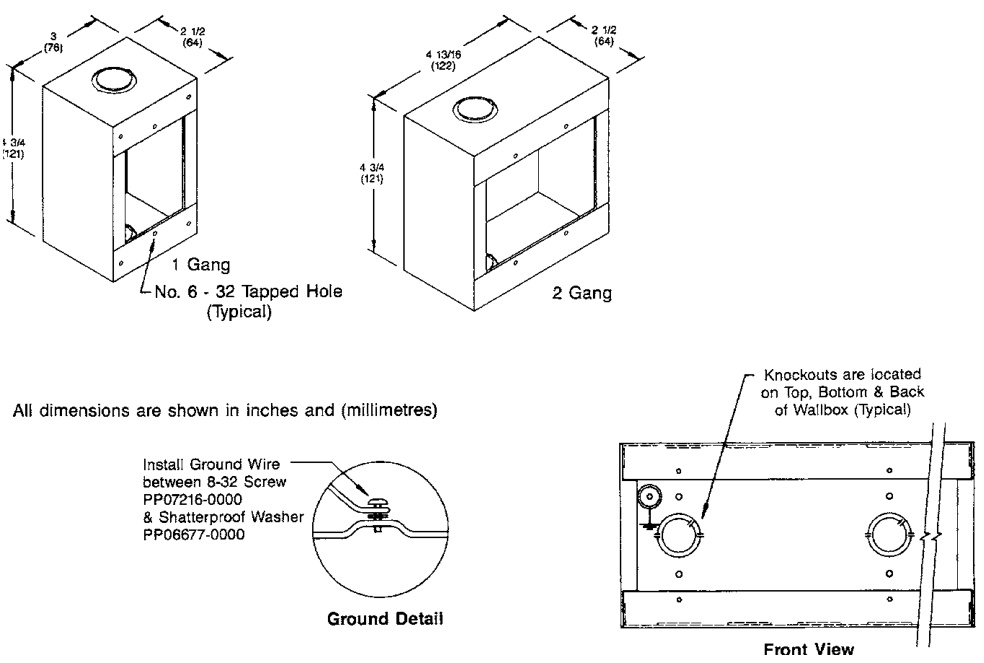 3
(76)
2 1/2
(64)
4 3/4
(121)
1 Gang
No. 6 - 32 Tapped Hole
(Typical)
4 13/16
(122)
2 1/2
(64)
4 3/4
(121)
2 Gang
All dimensions are shown in inches and (millimetres)
Install Ground Wire
between 8-32 Screw
PP07216-0000
& Shatterproof Washer
PP06677-0000
Ground Detail
Knockouts are located
on Top, Bottom & Back
of Wallbox (Typical)
Front View